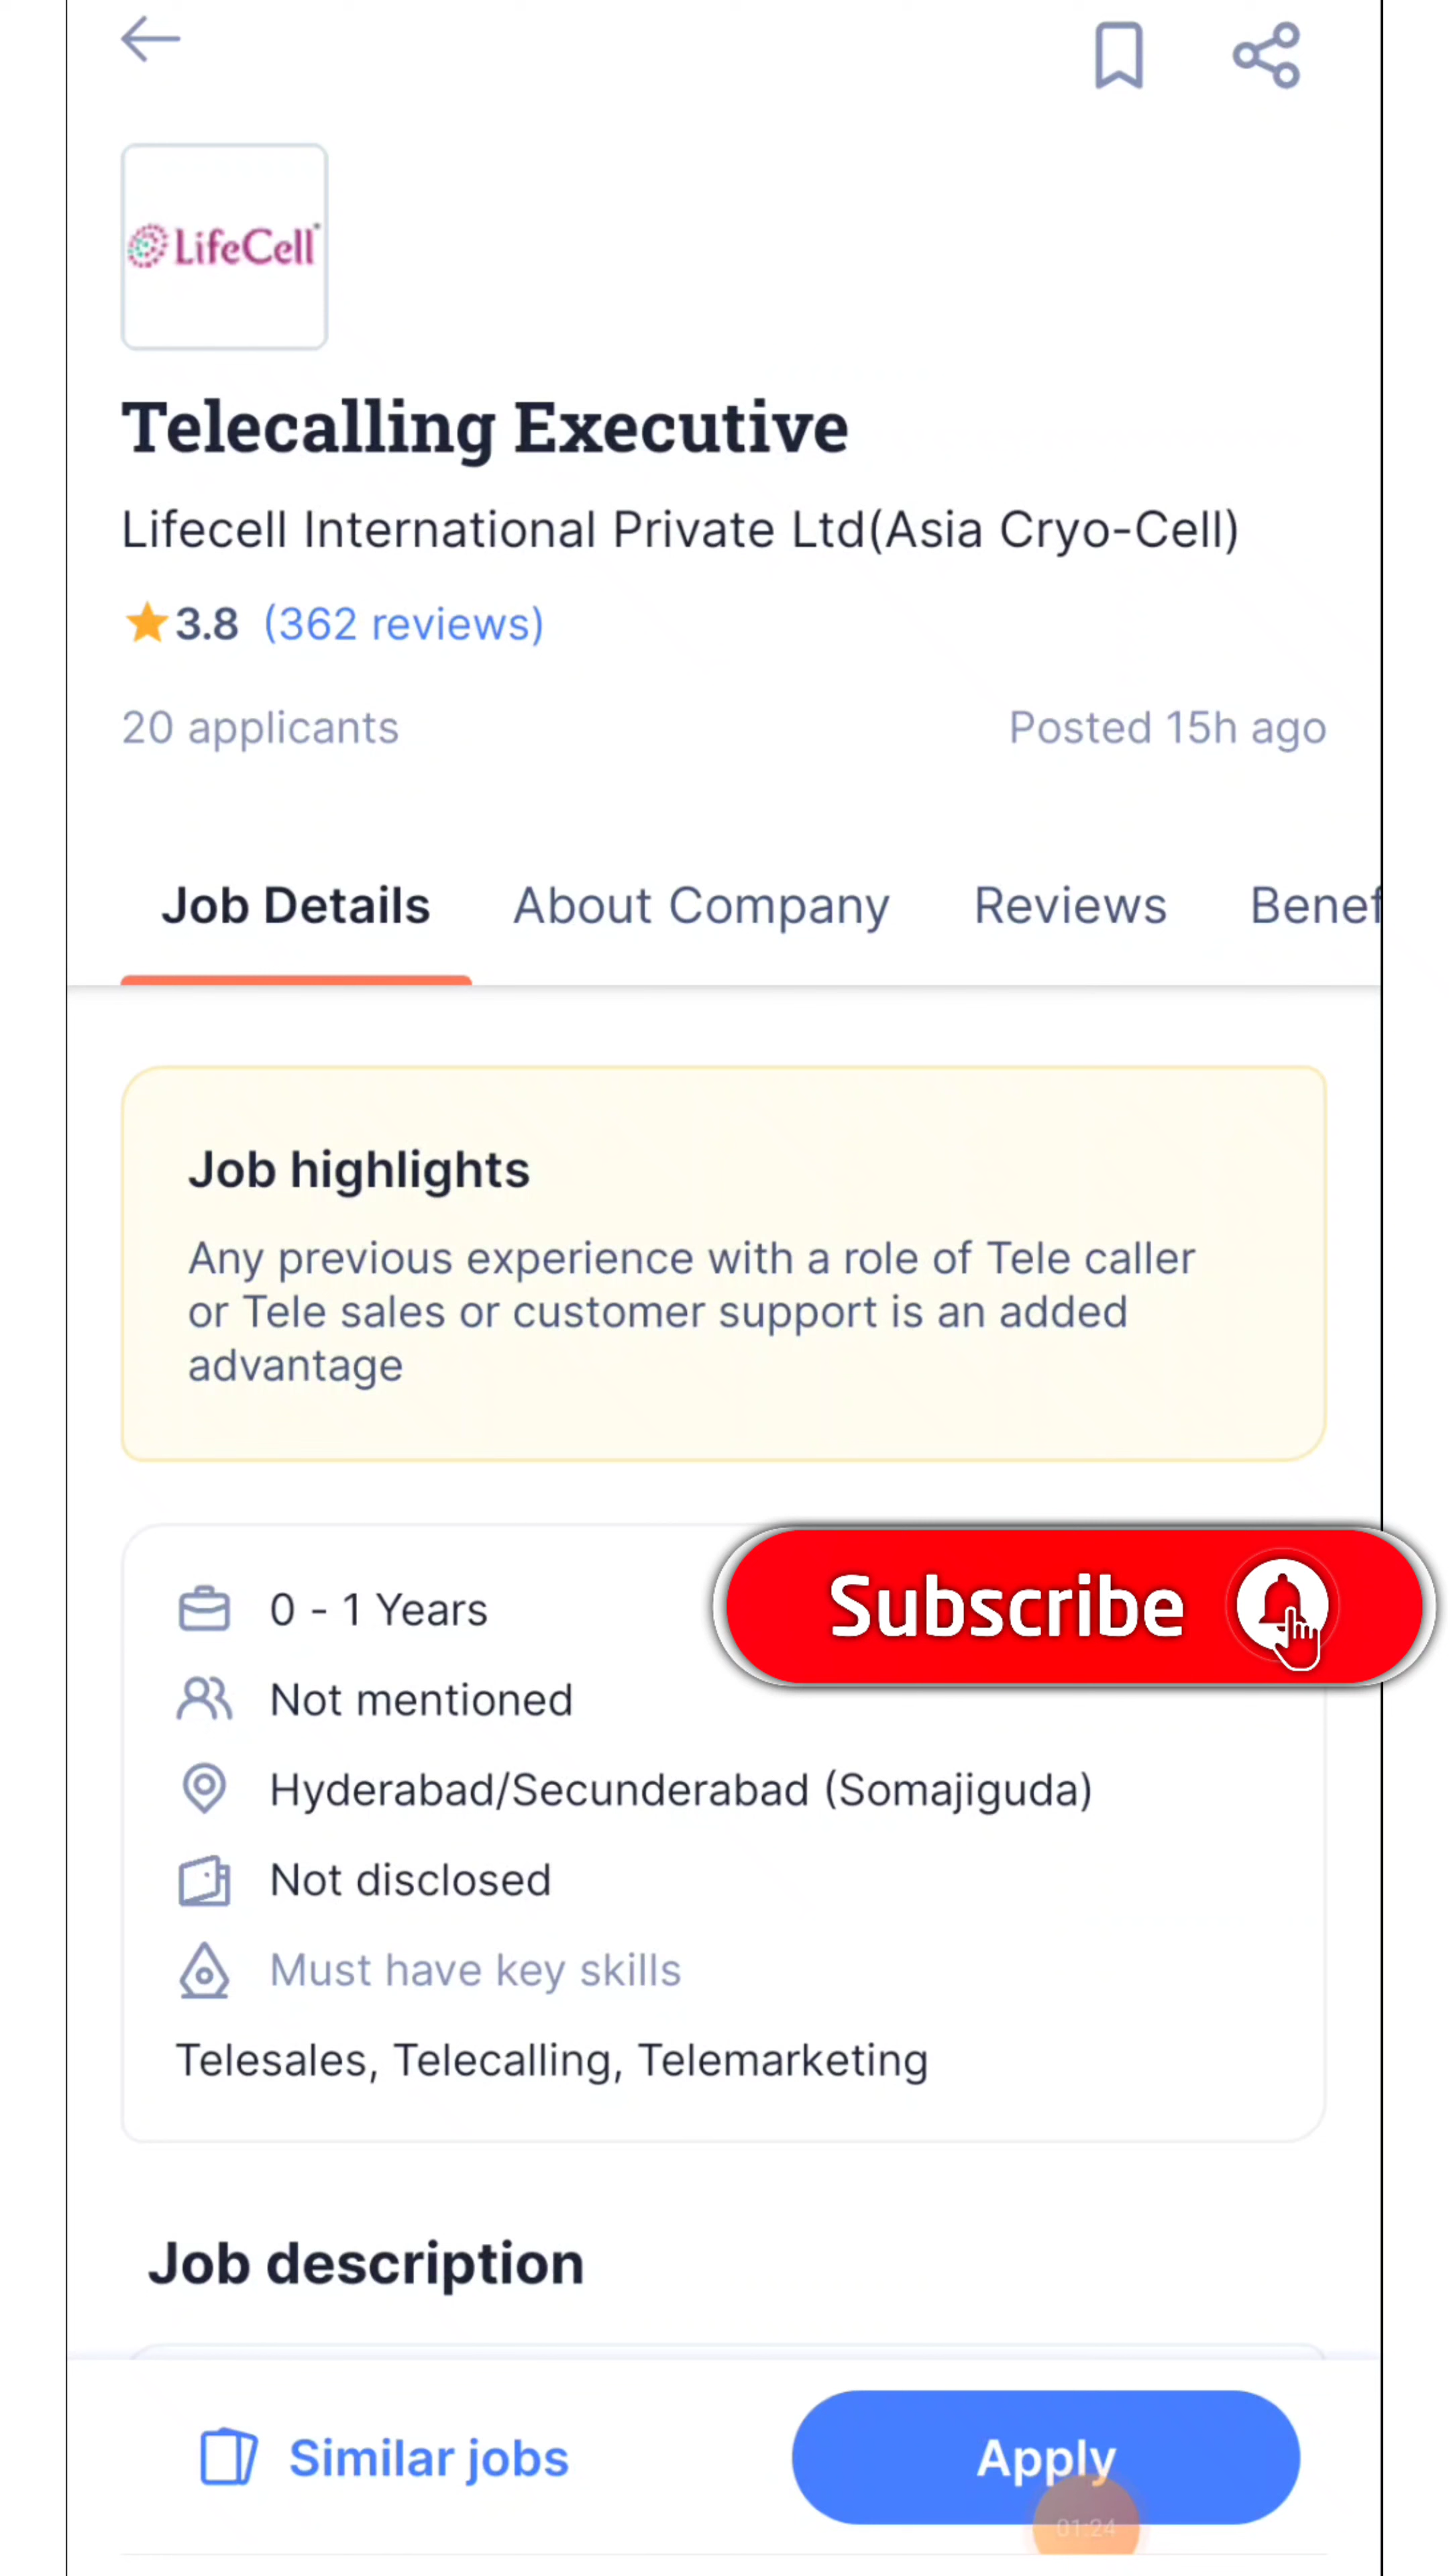 LifeCell
Telecalling Executive
Lifecell International Private Ltd(Asia Cryo-Cell)
3.8 (362 reviews)
20 applicants Posted 15h ago
Job Details About Company Reviews Benef
Job highlights
Any previous experience with a role of Tele caller
or Tele sales or customer support is an added
advantage
0 - 1 Years
Subscribe
Not mentioned
Hyderabad/Secunderabad (Somajiguda)
Not disclosed
Must have key skills
Telesales, Telecalling, Telemarketing
Job description
Similar jobs Apply
01:24